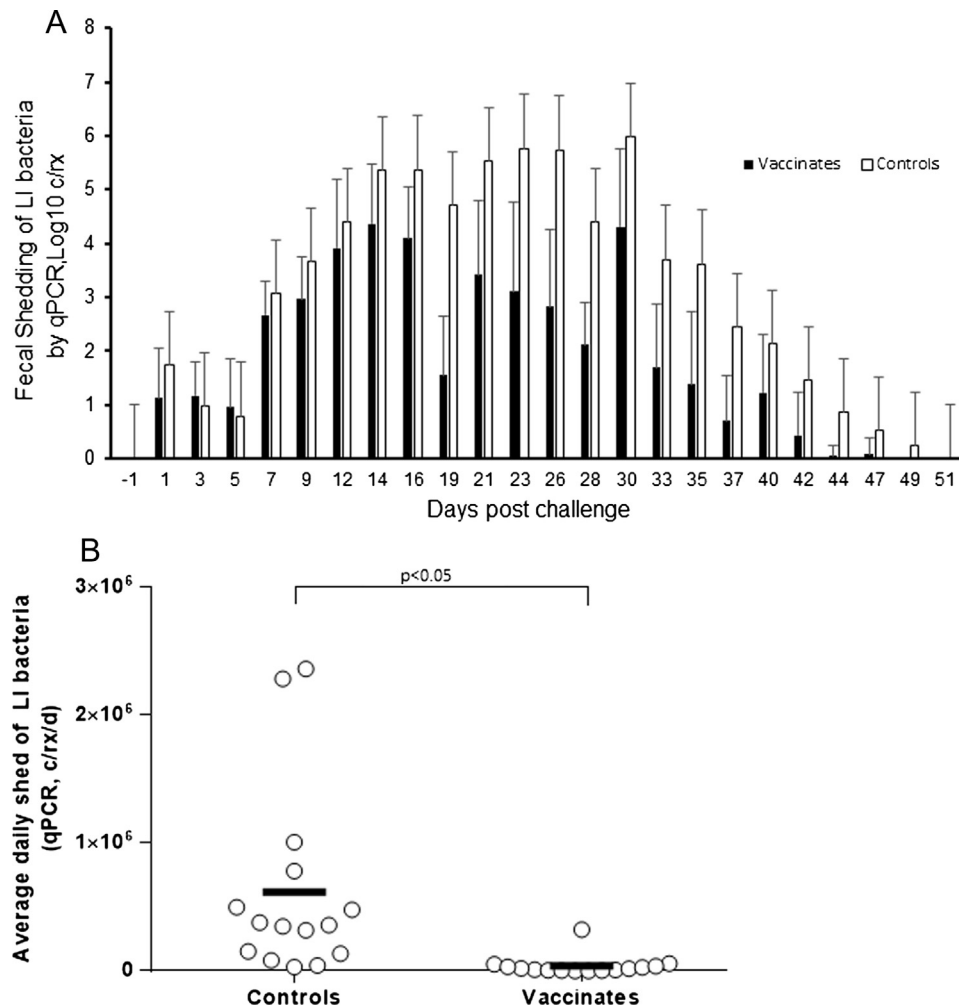 A
8
7
6
5
4
3
2
1
0
Fecal Shedding of LI bacteria
by qPCR,Log10 c/rx
Vaccinates Controls
-1 1 3 5 7 9 12 14 16 19 21 23 26 28 30 33 35 37 40 42 44 47 49 51
Days post challenge
B
3×10⁶
2×10⁶
1×10⁶
0
Average daily shed of LI bacteria
(qPCR, c/rx/d)
p<0.05
Controls Vaccinates